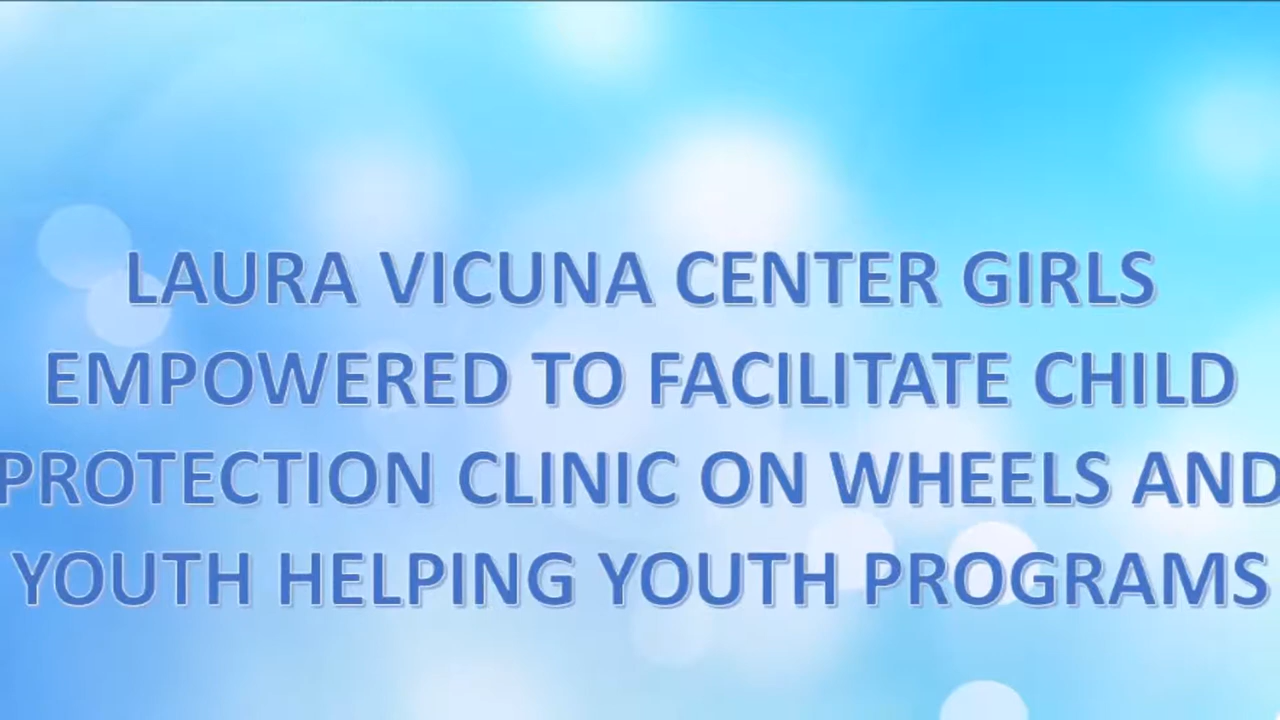 LAURA VICUNA CENTER GIRLS
EMPOWERED TO FACILITATE CHILD
PROTECTION CLINIC ON WHEELS AND
YOUTH HELPING YOUTH PROGRAMS